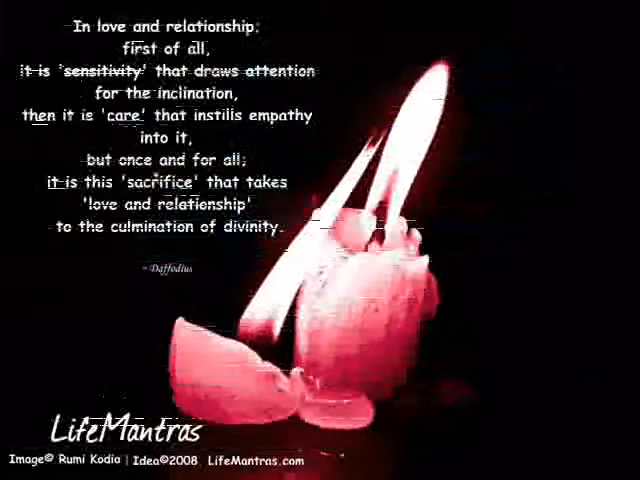 In love and relationship;
first of all,
it is 'sensitivity' that draws attention
for the inclination,
then it is 'care' that instills empathy
into it,
but once and for all;
it is this 'sacrifice' that takes
'love and relationship'
to the culmination of divinity.
~ Daffodius
LifeMantras
Image© Rumi Kodia | Idea©2008 LifeMantras.com